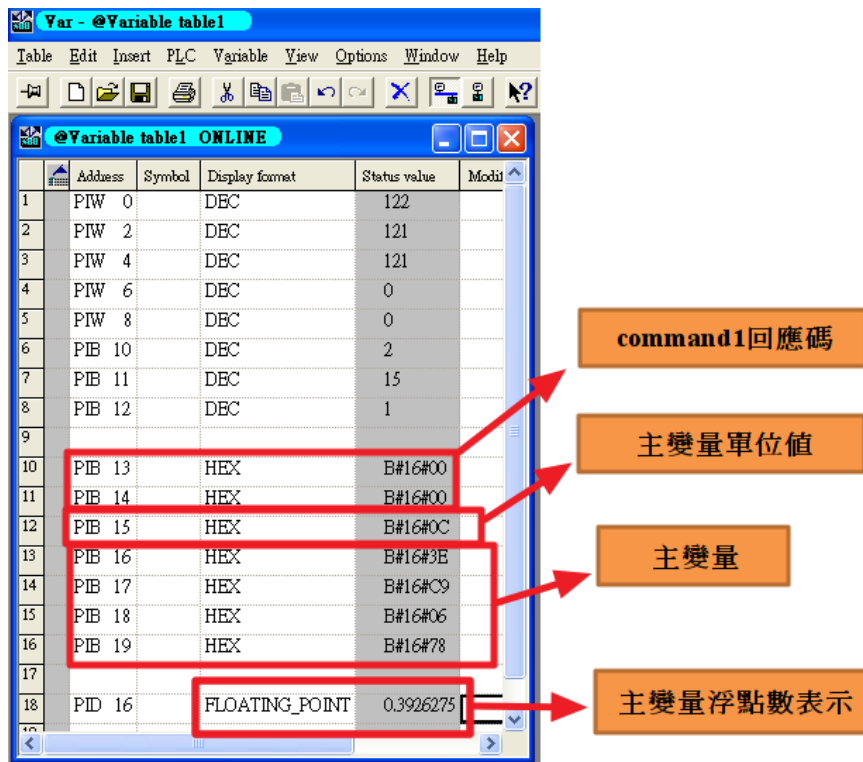 Var - @Variable table1
Table Edit Insert PLC Variable View Options Window Help
@Variable table1 ONLINE
Address Symbol Display format Status value Modif
1 PIW 0 DEC 122
2 PIW 2 DEC 121
3 PIW 4 DEC 121
4 PIW 6 DEC 0
5 PIW 8 DEC 0
6 PIB 10 DEC 2
7 PIB 11 DEC 15
8 PIB 12 DEC 1
9
10 PIB 13 HEX B#16#00
11 PIB 14 HEX B#16#00
12 PIB 15 HEX B#16#0C
13 PIB 16 HEX B#16#3E
14 PIB 17 HEX B#16#C9
15 PIB 18 HEX B#16#06
16 PIB 19 HEX B#16#78
17
18 PID 16 FLOATING_POINT 0.3926275
command1回應碼
主變量單位值
主變量
主變量浮點數表示